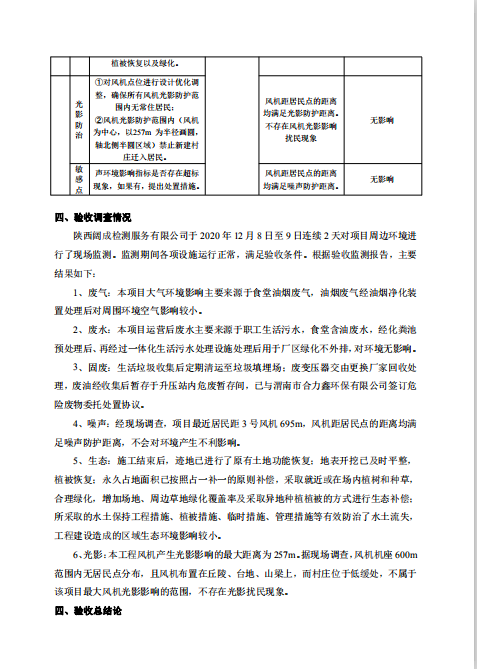 植被恢复以及绿化。
光影防治
①对风机点位进行设计优化调
整，确保所有风机光影防护范
围内无常住居民；
②风机光影防护范围内（风机
为中心，以257m 为半径画圆，
轴北侧半圆区域）禁止新建村
庄迁入居民。
风机距居民点的距离
均满足光影防护距离。
不存在风机光影影响
扰民现象
无影响
敏感点
声环境影响指标是否存在超标
现象，如果有，提出处置措施。
风机距居民点的距离
均满足噪声防护距离。
无影响
四、验收调查情况
陕西阔成检测服务有限公司于 2020 年 12 月 8 日至 9 日连续 2 天对项目周边环境进
行了现场监测。监测期间各项设施运行正常，满足验收条件。根据验收监测报告，主要
结果如下：
1、废气：本项目大气环境影响主要来源于食堂油烟废气，油烟废气经油烟净化装
置处理后对周围环境空气影响较小。
2、废水：本项目运营后废水主要来源于职工生活污水，食堂含油废水，经化粪池
预处理后、再经过一体化生活污水处理设施处理后用于厂区绿化不外排，对环境无影响。
3、固废：生活垃圾收集后定期清运至垃圾填埋场；废变压器交由更换厂家回收处
理，废油经收集后暂存于升压站内危废暂存间，已与渭南市合力鑫环保有限公司签订危
险废物委托处置协议。
4、噪声：经现场调查，项目最近居民距 3 号风机 695m，风机距居民点的距离均满
足噪声防护距离，不会对环境产生不利影响。
5、生态：施工结束后，迹地已进行了原有土地功能恢复；地表开挖已及时平整，
植被恢复；永久占地面积已按照占一补一的原则补偿，采取就近或在场内植树和种草，
合理绿化，增加场地、周边草地绿化覆盖率及采取异地种植植被的方式进行生态补偿；
所采取的水土保持工程措施、植被措施、临时措施、管理措施等有效防治了水土流失，
工程建设造成的区域生态环境影响较小。
6、光影：本工程风机产生光影影响的最大距离为 257m。据现场调查，风机机座 600m
范围内无居民点分布，且风机布置在丘陵、台地、山梁上，而村庄位于低缓处，不属于
该项目最大风机光影影响的范围，不存在光影扰民现象。
四、验收总结论